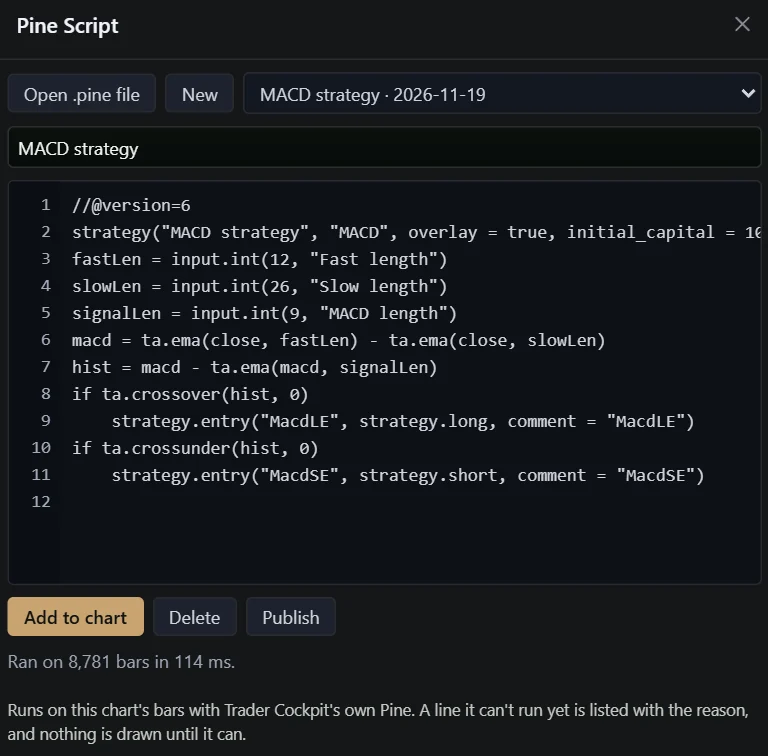 Pine Script
Open .pine file
New
MACD strategy · 2026-11-19
MACD strategy
1 //@version=6
2 strategy("MACD strategy", "MACD", overlay = true, initial_capital = 10
3 fastLen = input.int(12, "Fast length")
4 slowLen = input.int(26, "Slow length")
5 signalLen = input.int(9, "MACD length")
6 macd = ta.ema(close, fastLen) - ta.ema(close, slowLen)
7 hist = macd - ta.ema(macd, signalLen)
8 if ta.crossover(hist, 0)
9     strategy.entry("MacdLE", strategy.long, comment = "MacdLE")
10 if ta.crossunder(hist, 0)
11     strategy.entry("MacdSE", strategy.short, comment = "MacdSE")
12
Add to chart
Delete
Publish
Ran on 8,781 bars in 114 ms.
Runs on this chart's bars with Trader Cockpit's own Pine. A line it can't run yet is listed with the reason,
and nothing is drawn until it can.